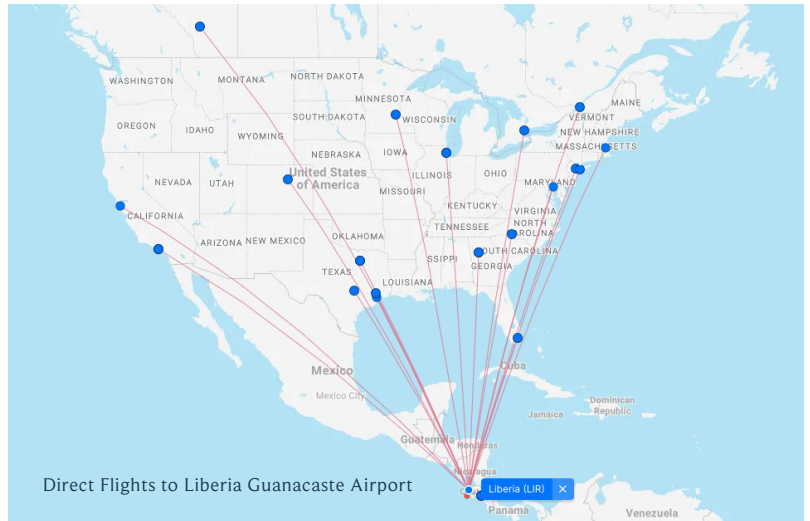 WASHINGTON
MONTANA
NORTH DAKOTA
MINNESOTA
MAINE
OREGON
IDAHO
SOUTH DAKOTA
WISCONSIN
VERMONT
WYOMING
NEW HAMPSHIRE
MASSACHUSETTS
NEBRASKA
IOWA
NEVADA
UTAH
United States
of America
ILLINOIS
OHIO
MARYLAND
MISSOURI
CALIFORNIA
KENTUCKY
VIRGINIA
ARIZONA
NEW MEXICO
OKLAHOMA
TENNESSEE
NORTH
CAROLINA
SSIPPI
SOUTH CAROLINA
GEORGIA
TEXAS
LOUISIANA
Mexico
Mexico City
Cuba
Dominican
Republic
Jamaica
Guatemala
Honduras
Nicaragua
Direct Flights to Liberia Guanacaste Airport
Liberia (LIR) ×
Panama
Venezuela